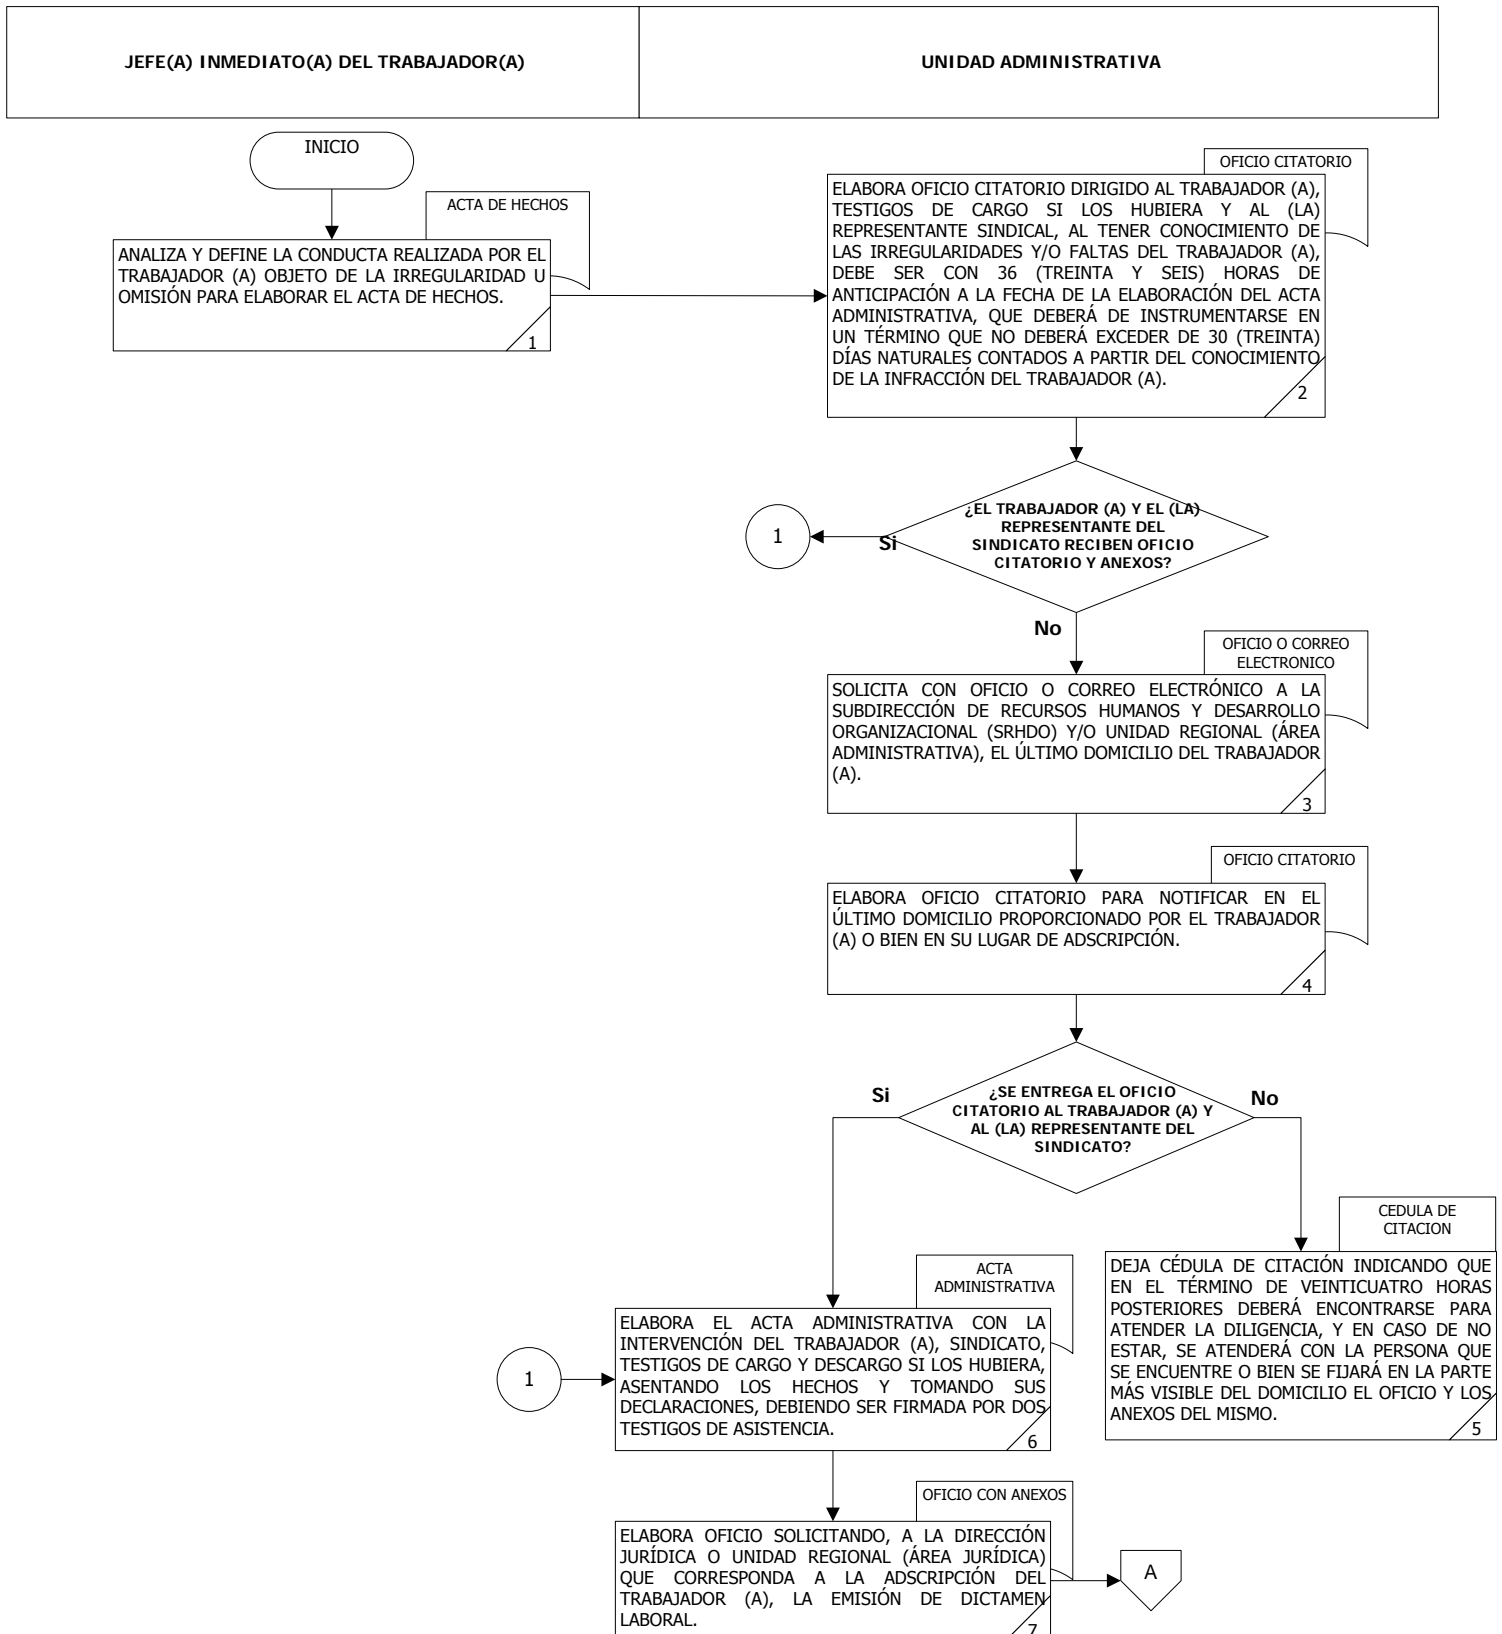 JEFE(A) INMEDIATO(A) DEL TRABAJADOR(A)
UNIDAD ADMINISTRATIVA
INICIO
ACTA DE HECHOS
ANALIZA Y DEFINE LA CONDUCTA REALIZADA POR EL
TRABAJADOR (A) OBJETO DE LA IRREGULARIDAD U
OMISIÓN PARA ELABORAR EL ACTA DE HECHOS.
1
OFICIO CITATORIO
ELABORA OFICIO CITATORIO DIRIGIDO AL TRABAJADOR (A),
TESTIGOS DE CARGO SI LOS HUBIERA Y AL (LA)
REPRESENTANTE SINDICAL, AL TENER CONOCIMIENTO DE
LAS IRREGULARIDADES Y/O FALTAS DEL TRABAJADOR (A),
DEBE SER CON 36 (TREINTA Y SEIS) HORAS DE
ANTICIPACIÓN A LA FECHA DE LA ELABORACIÓN DEL ACTA
ADMINISTRATIVA, QUE DEBERÁ DE INSTRUMENTARSE EN
UN TÉRMINO QUE NO DEBERÁ EXCEDER DE 30 (TREINTA)
DÍAS NATURALES CONTADOS A PARTIR DEL CONOCIMIENTO
DE LA INFRACCIÓN DEL TRABAJADOR (A).
2
¿EL TRABAJADOR (A) Y EL (LA)
REPRESENTANTE DEL
SINDICATO RECIBEN OFICIO
CITATORIO Y ANEXOS?
Si
1
No
OFICIO O CORREO
ELECTRONICO
SOLICITA CON OFICIO O CORREO ELECTRÓNICO A LA
SUBDIRECCIÓN DE RECURSOS HUMANOS Y DESARROLLO
ORGANIZACIONAL (SRHDO) Y/O UNIDAD REGIONAL (ÁREA
ADMINISTRATIVA), EL ÚLTIMO DOMICILIO DEL TRABAJADOR
(A).
3
OFICIO CITATORIO
ELABORA OFICIO CITATORIO PARA NOTIFICAR EN EL
ÚLTIMO DOMICILIO PROPORCIONADO POR EL TRABAJADOR
(A) O BIEN EN SU LUGAR DE ADSCRIPCIÓN.
4
¿SE ENTREGA EL OFICIO
CITATORIO AL TRABAJADOR (A) Y
AL (LA) REPRESENTANTE DEL
SINDICATO?
Si
No
CEDULA DE
CITACION
DEJA CÉDULA DE CITACIÓN INDICANDO QUE
EN EL TÉRMINO DE VEINTICUATRO HORAS
POSTERIORES DEBERÁ ENCONTRARSE PARA
ATENDER LA DILIGENCIA, Y EN CASO DE NO
ESTAR, SE ATENDERÁ CON LA PERSONA QUE
SE ENCUENTRE O BIEN SE FIJARÁ EN LA PARTE
MÁS VISIBLE DEL DOMICILIO EL OFICIO Y LOS
ANEXOS DEL MISMO.
5
ACTA
ADMINISTRATIVA
ELABORA EL ACTA ADMINISTRATIVA CON LA
INTERVENCIÓN DEL TRABAJADOR (A), SINDICATO,
TESTIGOS DE CARGO Y DESCARGO SI LOS HUBIERA,
ASENTANDO LOS HECHOS Y TOMANDO SUS
DECLARACIONES, DEBIENDO SER FIRMADA POR DOS
TESTIGOS DE ASISTENCIA.
6
1
OFICIO CON ANEXOS
ELABORA OFICIO SOLICITANDO, A LA DIRECCIÓN
JURÍDICA O UNIDAD REGIONAL (ÁREA JURÍDICA)
QUE CORRESPONDA A LA ADSCRIPCIÓN DEL
TRABAJADOR (A), LA EMISIÓN DE DICTAMEN
LABORAL.
7
A